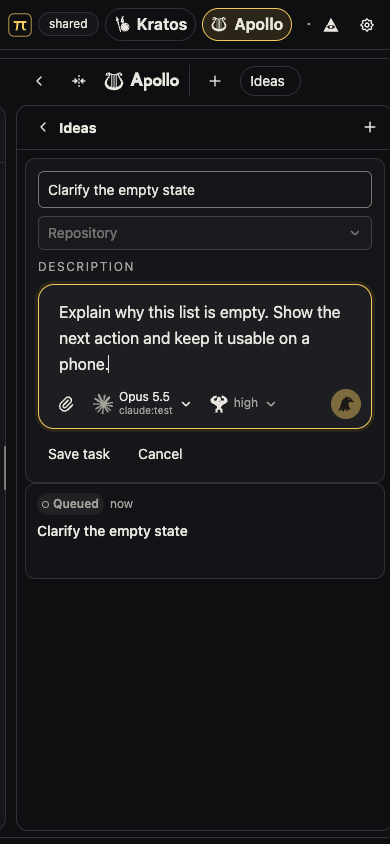 π shared Kratos Apollo
Apollo + Ideas
Ideas +
Clarify the empty state
Repository
DESCRIPTION
Explain why this list is empty. Show the
next action and keep it usable on a
phone.
Opus 5.5
claude:test
high
Save task Cancel
Queued now
Clarify the empty state